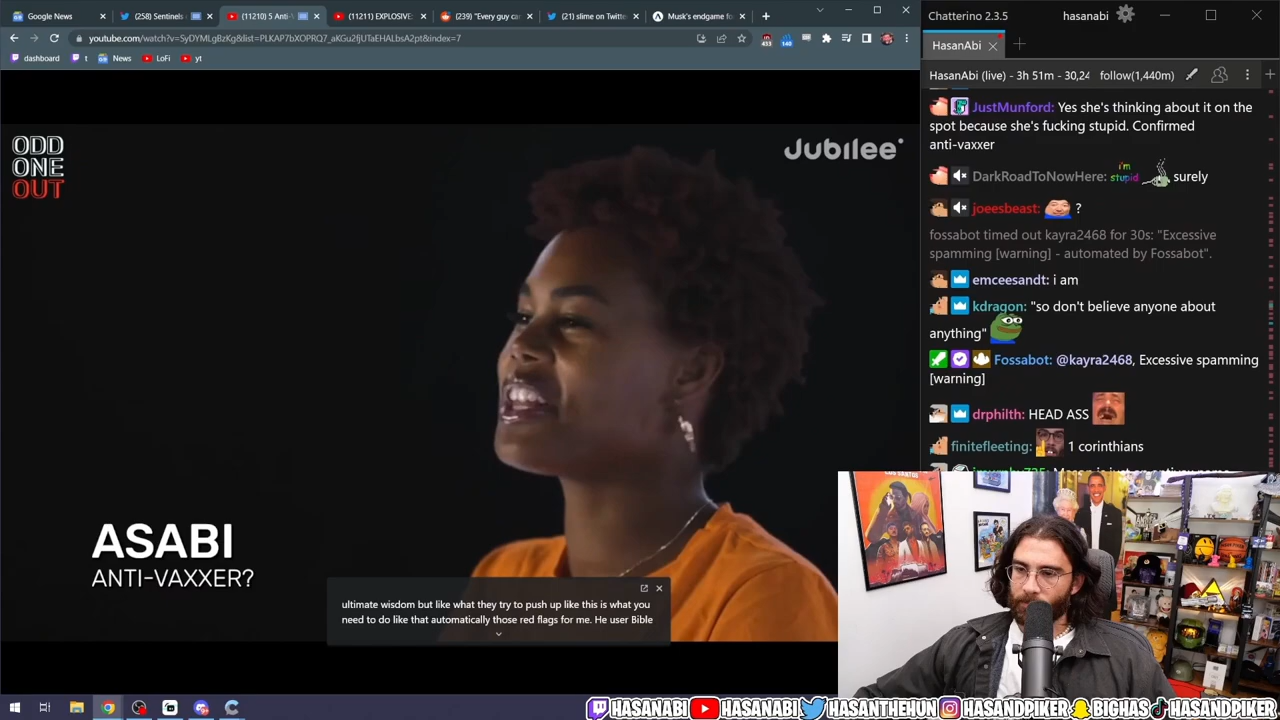 Google News
(258) Sentinels
(11210) 5 Anti-
(11211) EXPLOSIVE:
(239) "Every guy can
(21) slime on Twitte
Musk's endgame fo
Chatterino 2.3.5
hasanabi
youtube.com/watch?v=SyDYMLgBzKg&list=PLKAP7bXOPRQ7_aKGu2fjUTaEHALbsA2pt&index=7
433
140
dashboard
t
News
LoFi
yt
HasanAbi
HasanAbi (live) - 3h 51m - 30,24
follow(1,440m)
ODD
ONE
OUT
JUBILEE
JustMunford: Yes she's thinking about it on the
spot because she's fucking stupid. Confirmed
anti-vaxxer
DarkRoadToNowHere: i'm stupid surely
joeesbeast: ?
fossabot timed out kayra2468 for 30s: "Excessive
spamming [warning] - automated by Fossabot".
emceesandt: i am
kdragon: "so don't believe anyone about
anything"
Fossabot: @kayra2468, Excessive spamming
[warning]
drphilth: HEAD ASS
finitefleeting: 1 corinthians
ASABI
ANTI-VAXXER?
ultimate wisdom but like what they try to push up like this is what you
need to do like that automatically those red flags for me. He user Bible
HASANABI
HASANABI
HASANTHEHUN
HASANDPIKER
BIGHAS
HASANDPIKER